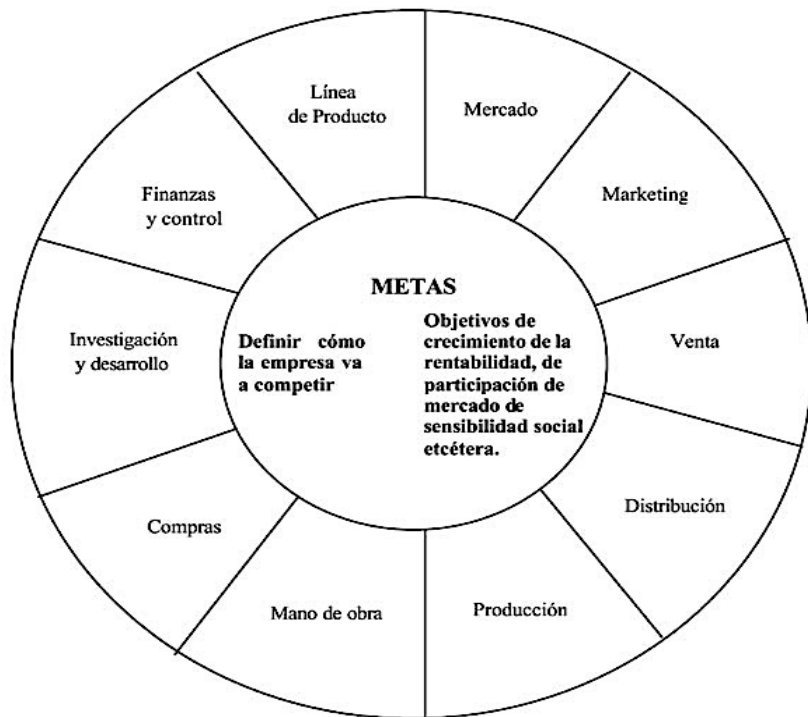 Línea
de Producto
Mercado
Marketing
Venta
Distribución
Producción
Mano de obra
Compras
Investigación
y desarrollo
Finanzas
y control
METAS
Definir cómo
la empresa va
a competir
Objetivos de
crecimiento de la
rentabilidad, de
participación de
mercado de
sensibilidad social
etcétera.